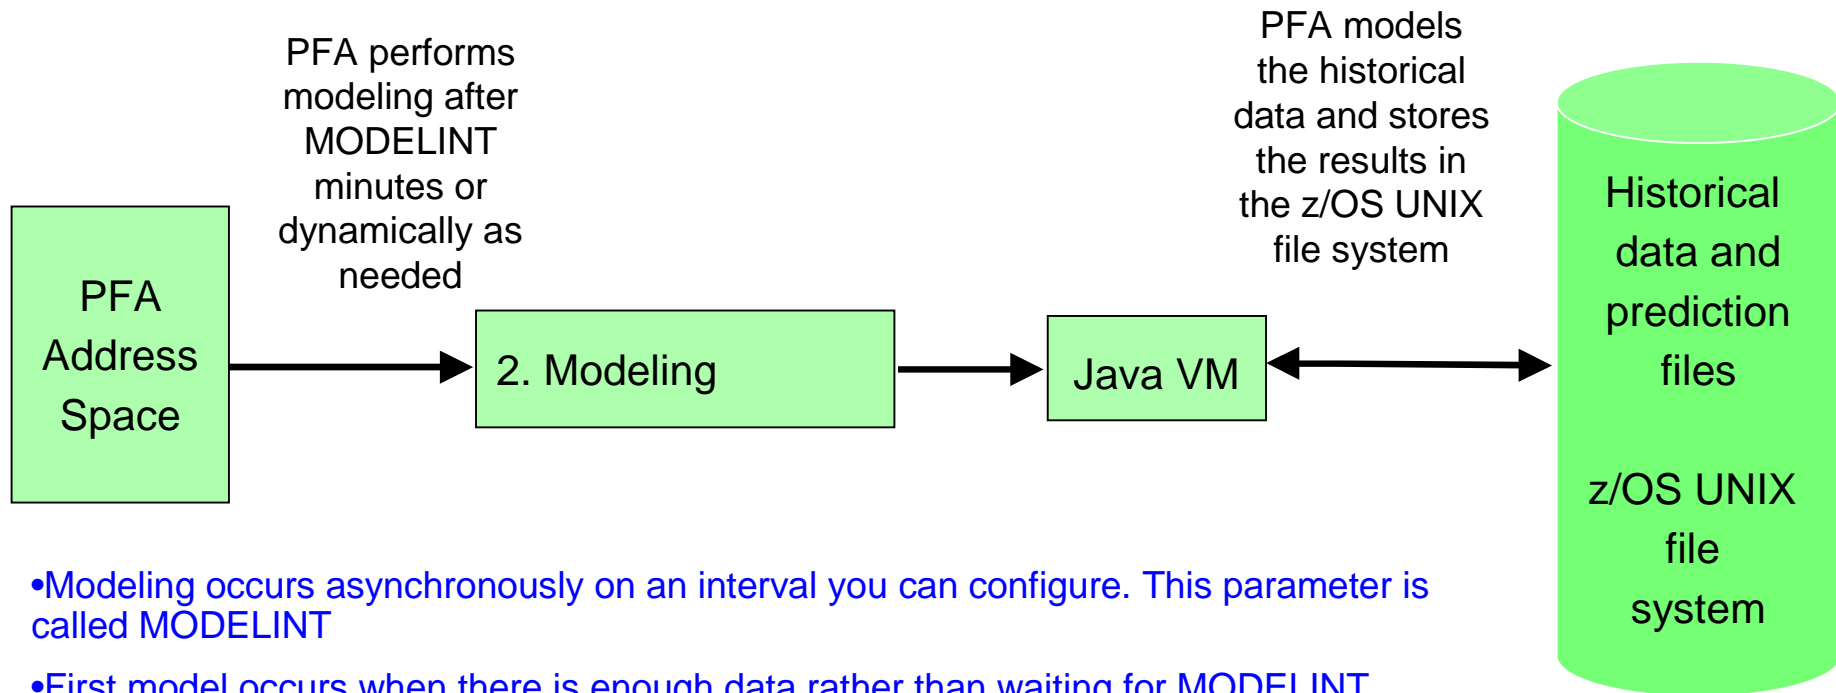 PFA performs
modeling after
MODELINT
minutes or
dynamically as
needed
PFA models
the historical
data and stores
the results in
the z/OS UNIX
file system
PFA
Address
Space
2. Modeling
Java VM
Historical
data and
prediction
files
z/OS UNIX
file
system
•Modeling occurs asynchronously on an interval you can configure. This parameter is
called MODELINT
•First model occurs when there is enough data rather than waiting for MODELINT